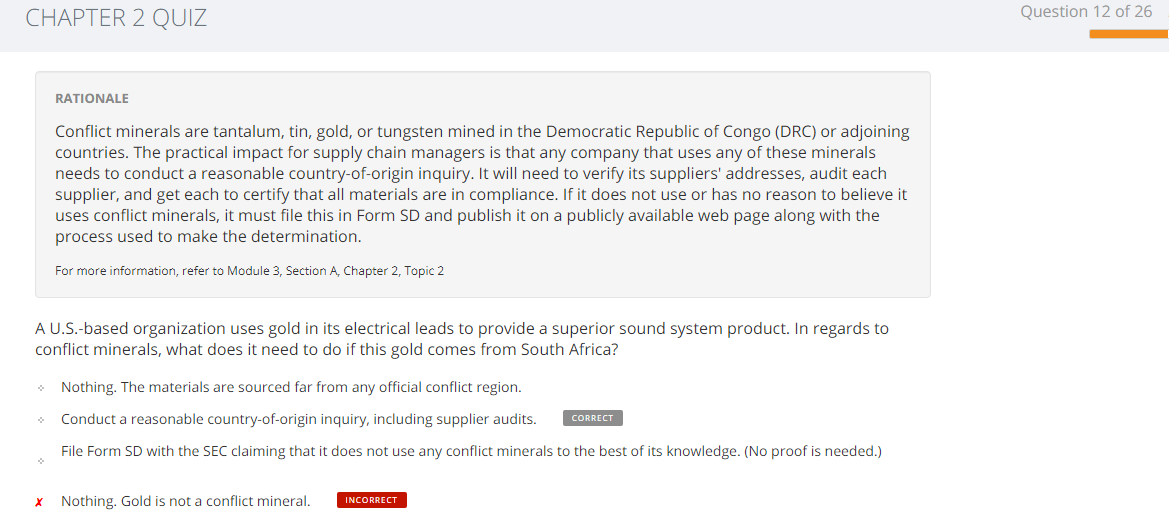 CHAPTER 2 QUIZ
Question 12 of 26
RATIONALE
Conflict minerals are tantalum, tin, gold, or tungsten mined in the Democratic Republic of Congo (DRC) or adjoining
countries. The practical impact for supply chain managers is that any company that uses any of these minerals
needs to conduct a reasonable country-of-origin inquiry. It will need to verify its suppliers' addresses, audit each
supplier, and get each to certify that all materials are in compliance. If it does not use or has no reason to believe it
uses conflict minerals, it must file this in Form SD and publish it on a publicly available web page along with the
process used to make the determination.
For more information, refer to Module 3, Section A, Chapter 2, Topic 2
A U.S.-based organization uses gold in its electrical leads to provide a superior sound system product. In regards to
conflict minerals, what does it need to do if this gold comes from South Africa?
Nothing. The materials are sourced far from any official conflict region.
Conduct a reasonable country-of-origin inquiry, including supplier audits. CORRECT
File Form SD with the SEC claiming that it does not use any conflict minerals to the best of its knowledge. (No proof is needed.)
✗ Nothing. Gold is not a conflict mineral. INCORRECT